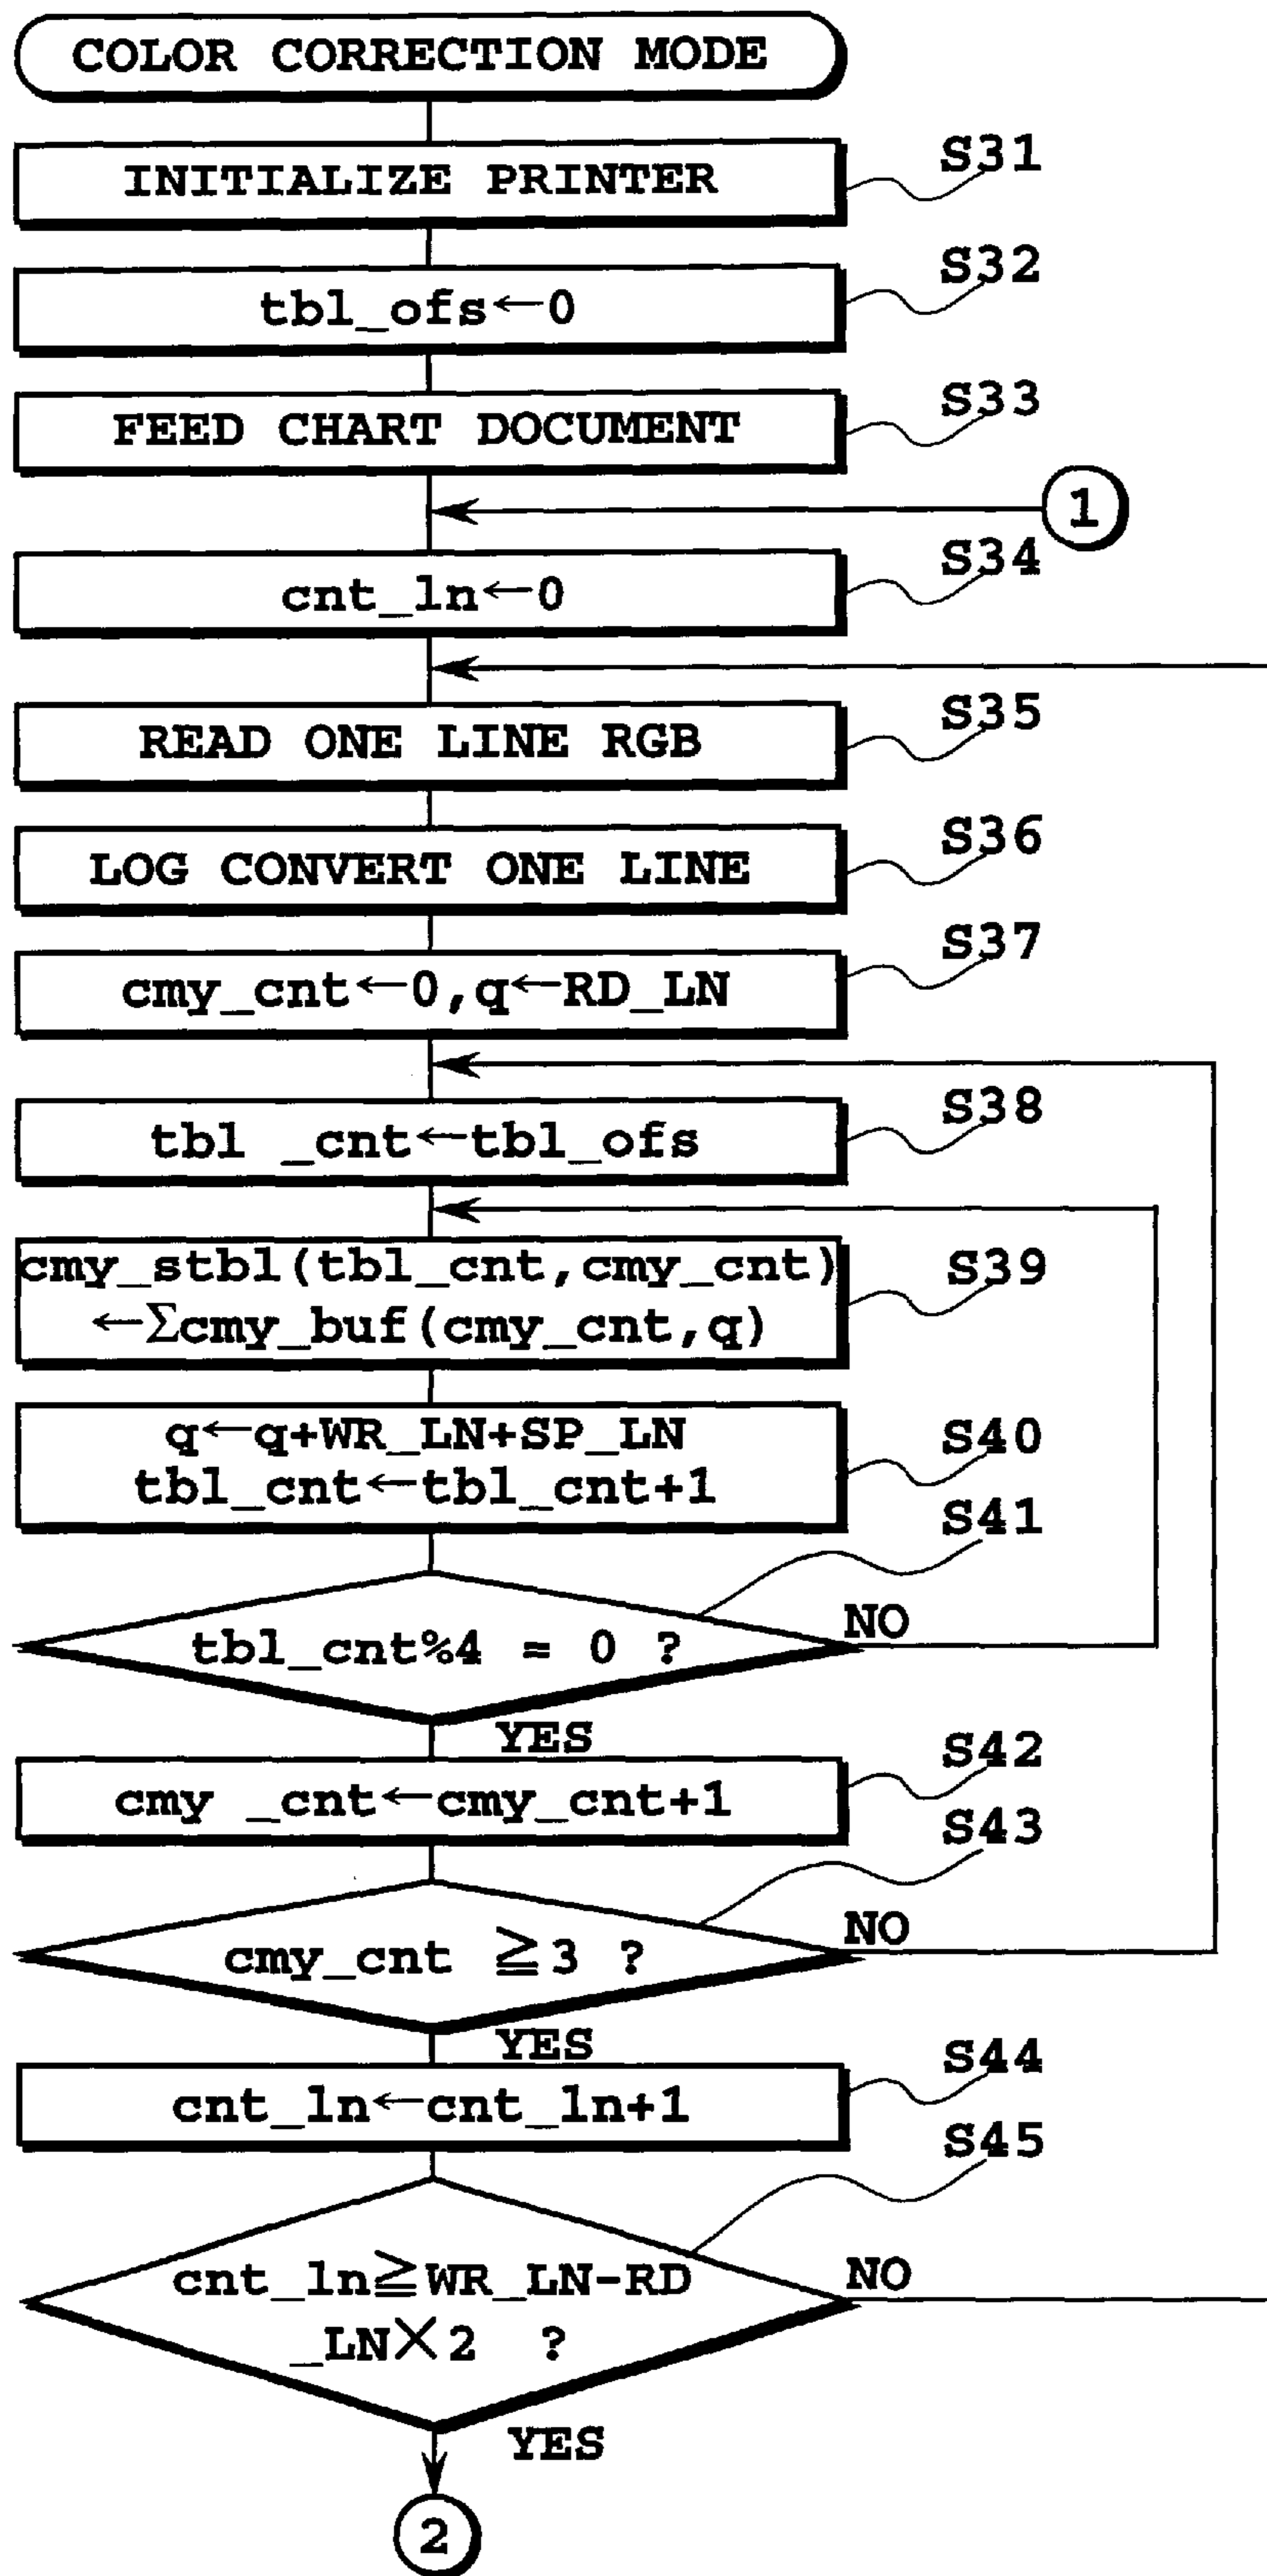 COLOR CORRECTION MODE
INITIALIZE PRINTER
S31
tbl_ofs←0
S32
FEED CHART DOCUMENT
S33
1
cnt_ln←0
S34
READ ONE LINE RGB
S35
LOG CONVERT ONE LINE
S36
cmy_cnt←0,q←RD_LN
S37
tbl _cnt←tbl_ofs
S38
cmy_stbl(tbl_cnt,cmy_cnt)
←Σcmy_buf(cmy_cnt,q)
S39
q←q+WR_LN+SP_LN
tbl_cnt←tbl_cnt+1
S40
S41
tbl_cnt%4 = 0 ?
NO
YES
cmy _cnt←cmy_cnt+1
S42
S43
cmy_cnt ≧3 ?
NO
YES
cnt_ln←cnt_ln+1
S44
S45
cnt_ln≧WR_LN-RD
_LN×2 ?
NO
YES
2